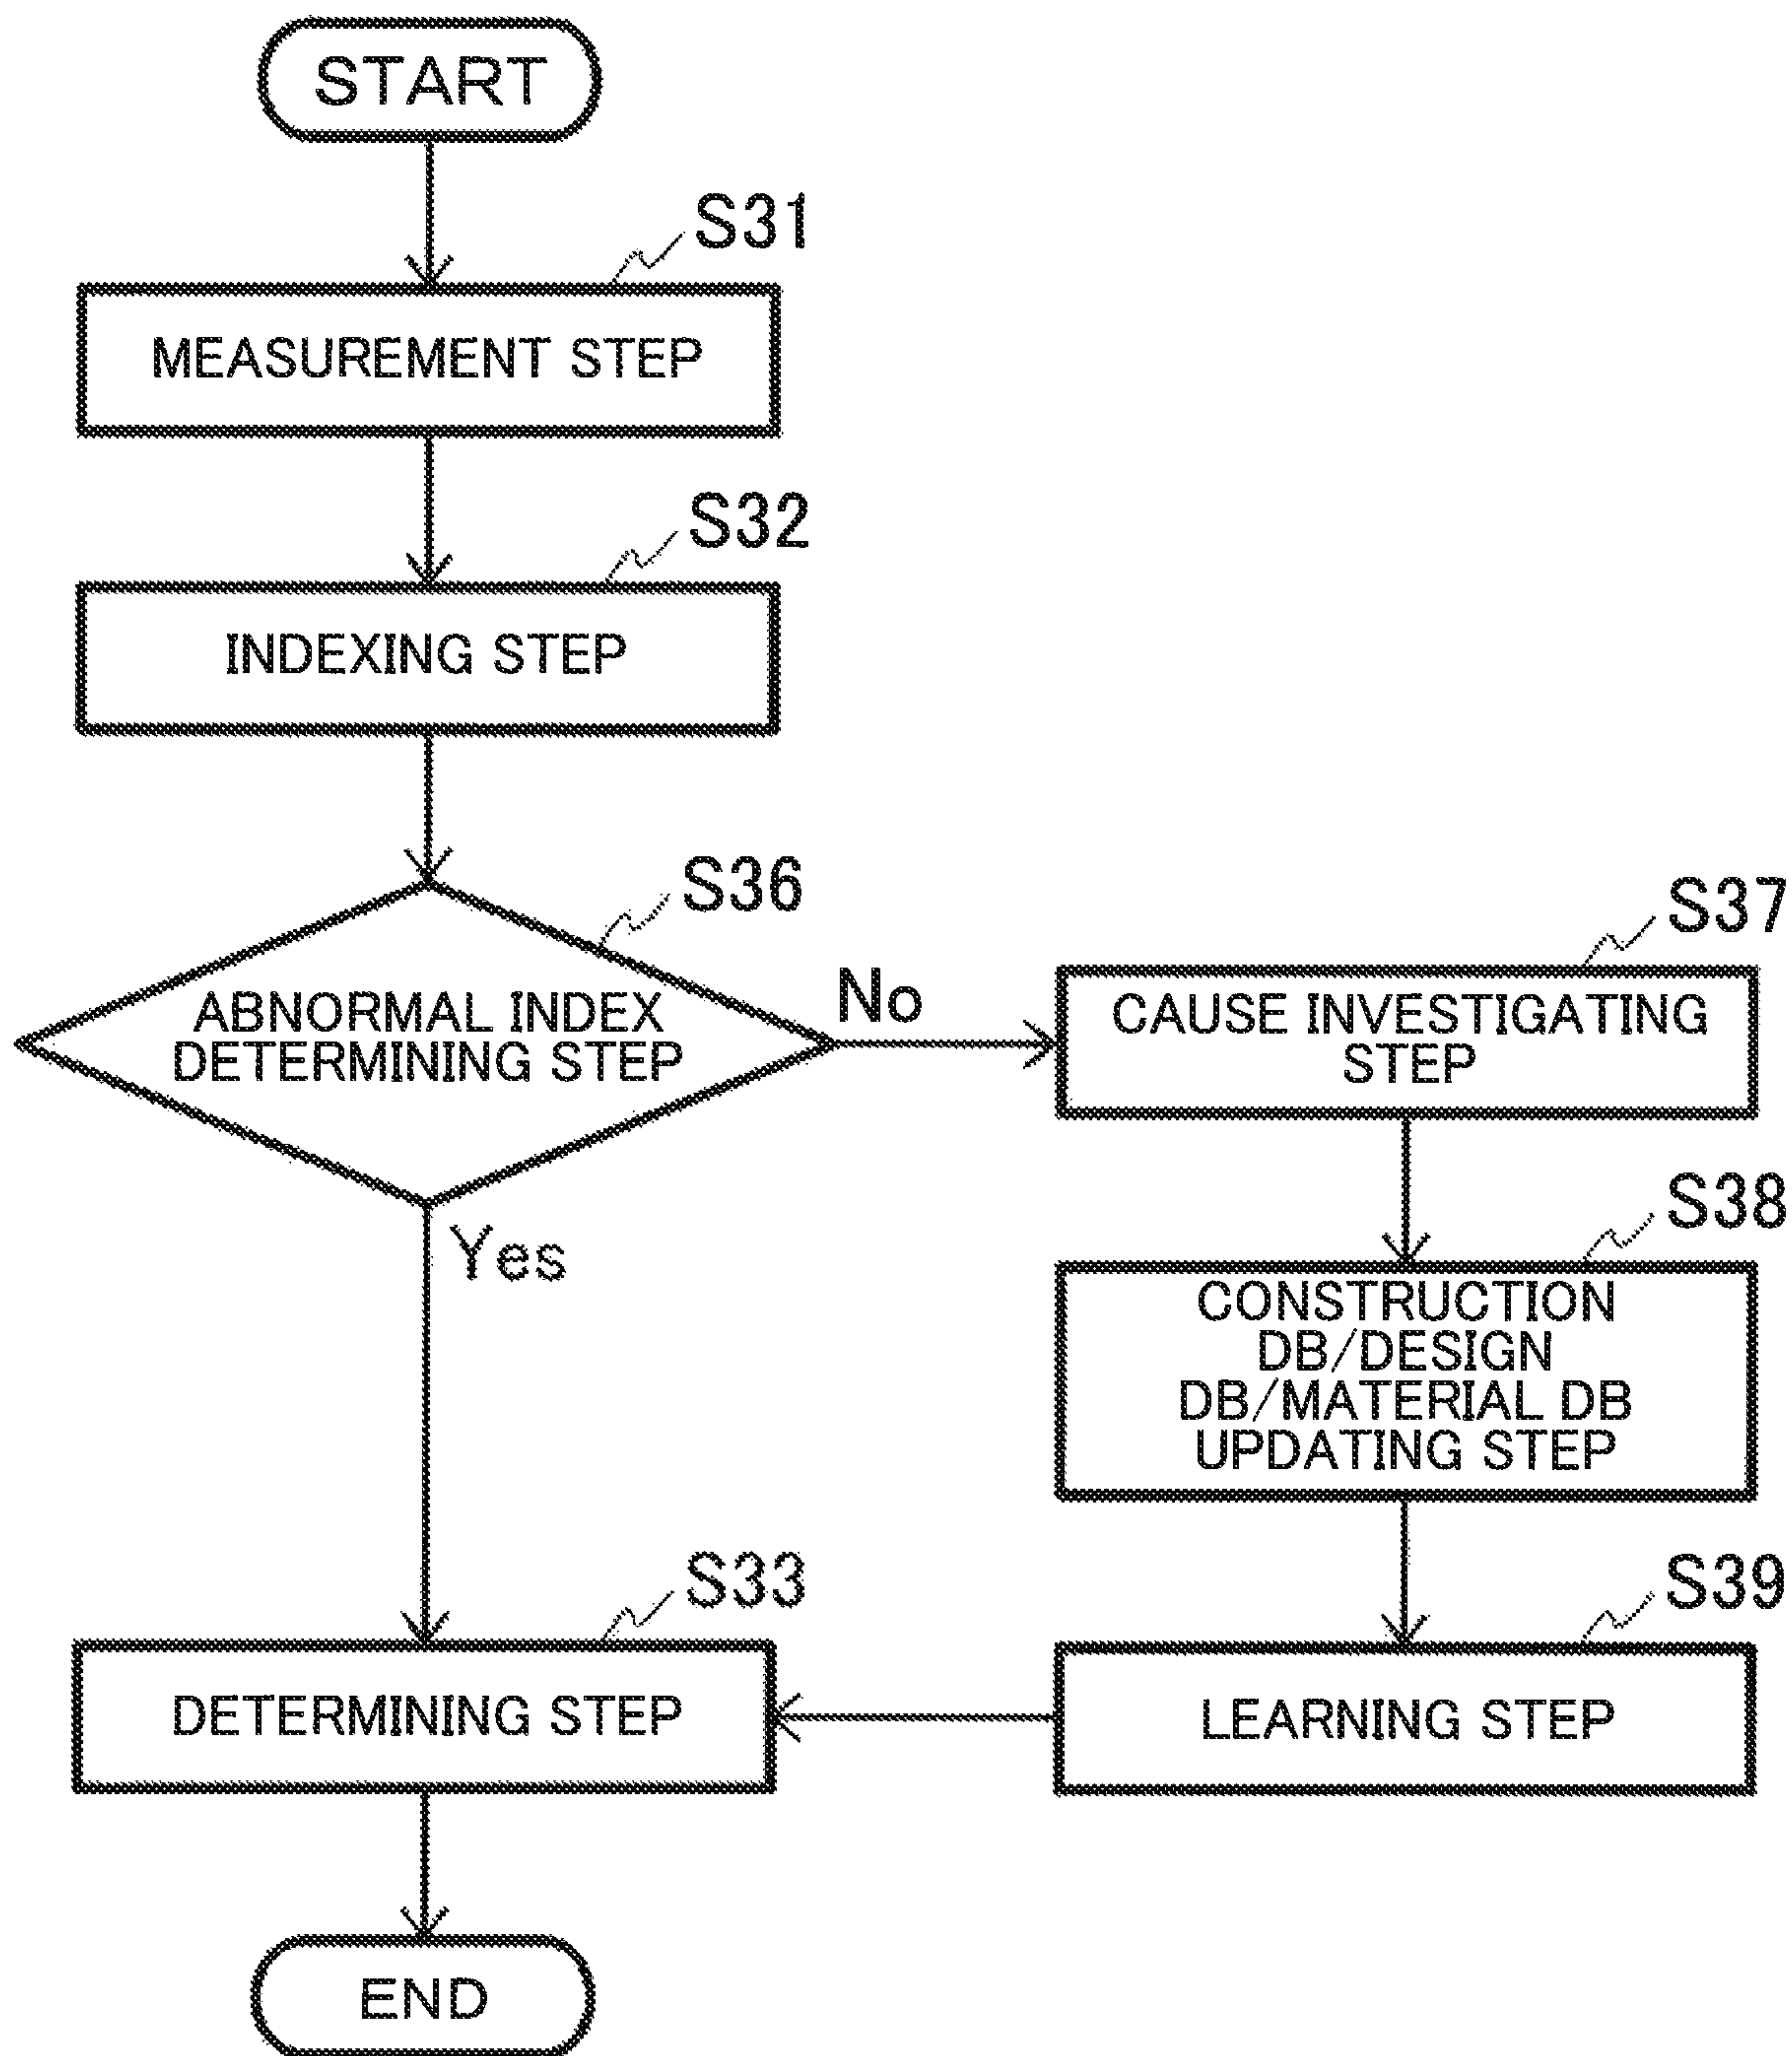 START
S31
MEASUREMENT STEP
S32
INDEXING STEP
S36
ABNORMAL INDEX
DETERMINING STEP
No
Yes
S37
CAUSE INVESTIGATING
STEP
S38
CONSTRUCTION
DB/DESIGN
DB/MATERIAL DB
UPDATING STEP
S39
LEARNING STEP
S33
DETERMINING STEP
END